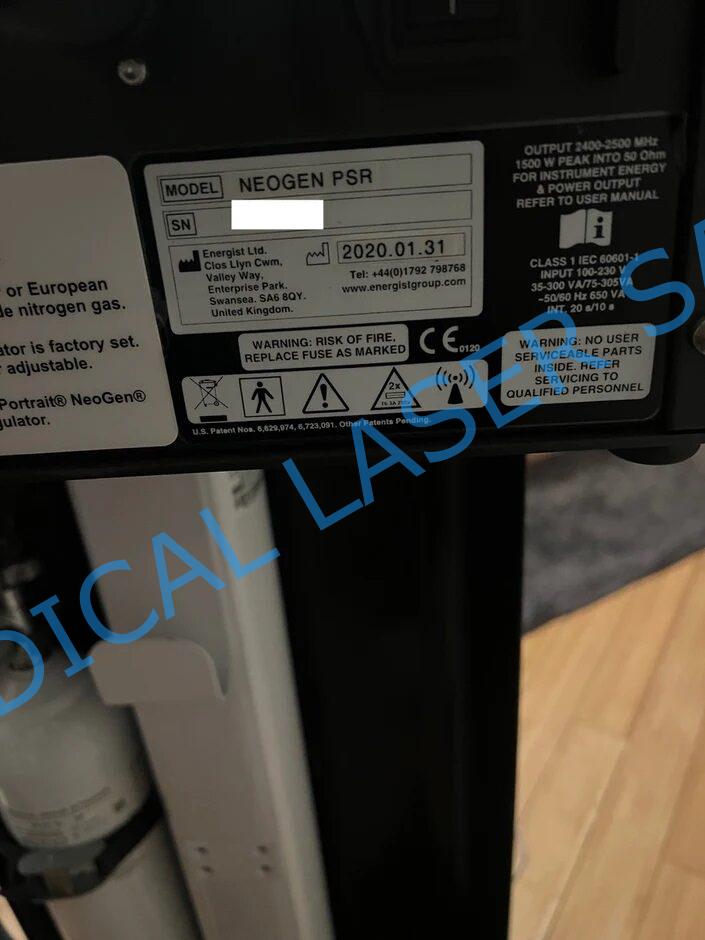 or European
de nitrogen gas.
ator is factory set.
r adjustable.
Portrait® NeoGen®
gulator.
MODEL NEOGEN PSR
SN
Energist Ltd.
Clos Llyn Cwm,
Valley Way,
Enterprise Park.
Swansea. SA6 8QY.
United Kingdom.
2020.01.31
Tel: +44(0)1792 798768
www.energistgroup.com
WARNING: RISK OF FIRE,
REPLACE FUSE AS MARKED
CE 0120
2x
U.S. Patent Nos. 6,629,974, 6,723,091. Other Patents Pending.
OUTPUT 2400-2500 MHz
1500 W PEAK INTO 50 Ohm
FOR INSTRUMENT ENERGY
& POWER OUTPUT
REFER TO USER MANUAL
i
CLASS 1 IEC 60601-1
INPUT 100-230 V
35-300 VA/75-305VA
~50/60 Hz 650 VA
INT. 20 s/10 s
WARNING: NO USER
SERVICEABLE PARTS
INSIDE. REFER
SERVICING TO
QUALIFIED PERSONNEL
DICAL LASER SA